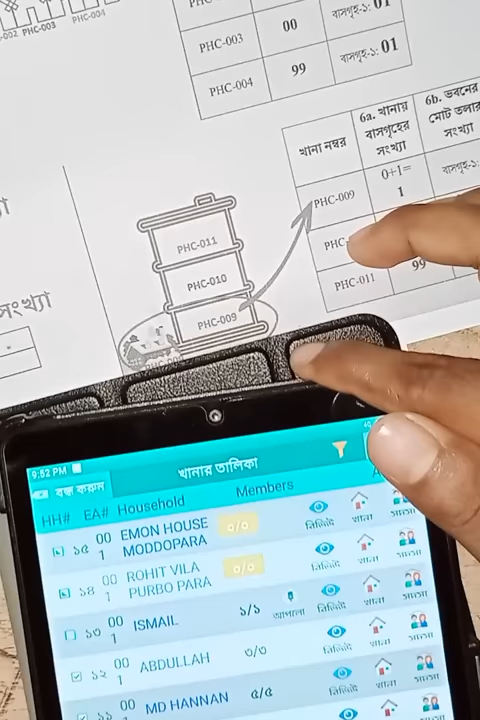 PHC-003 PHC-004
PHC-003 00 বাসগৃহ-১: 01
PHC-004 99 বাসগৃহ-১: 01
খানা নম্বর 6a. খানায় বাসগৃহের সংখ্যা 6b. ভবনের মোট তলার সংখ্যা
PHC-009 0+1= 1 বাসগৃহ-১:
PHC-011 99
PHC-011
PHC-010
PHC-009
সংখ্যা
9:52 PM
বন্ধ করুন খানার তালিকা
HH# EA# Household Members
১৫ 00 1 EMON HOUSE MODDOPARA ০/০ ভিজিট খানা সদস্য
১৪ 00 1 ROHIT VILA PURBO PARA ০/০ ভিজিট খানা সদস্য
১৩ 00 1 ISMAIL ১/১ আপলো ভিজিট খানা সদস্য
১২ 00 1 ABDULLAH ৩/৩ ভিজিট খানা সদস্য
১১ 00 1 MD HANNAN ৫/৫ ভিজিট খানা সদস্য